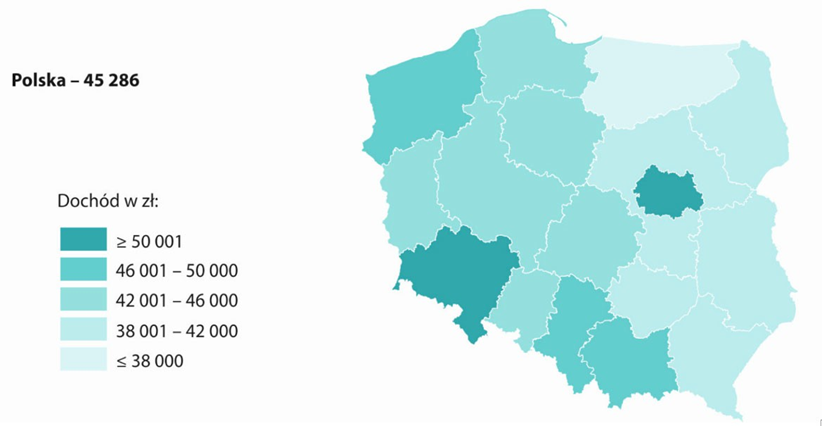 Polska – 45 286
Dochód w zł:
≥ 50 001
46 001 – 50 000
42 001 – 46 000
38 001 – 42 000
≤ 38 000